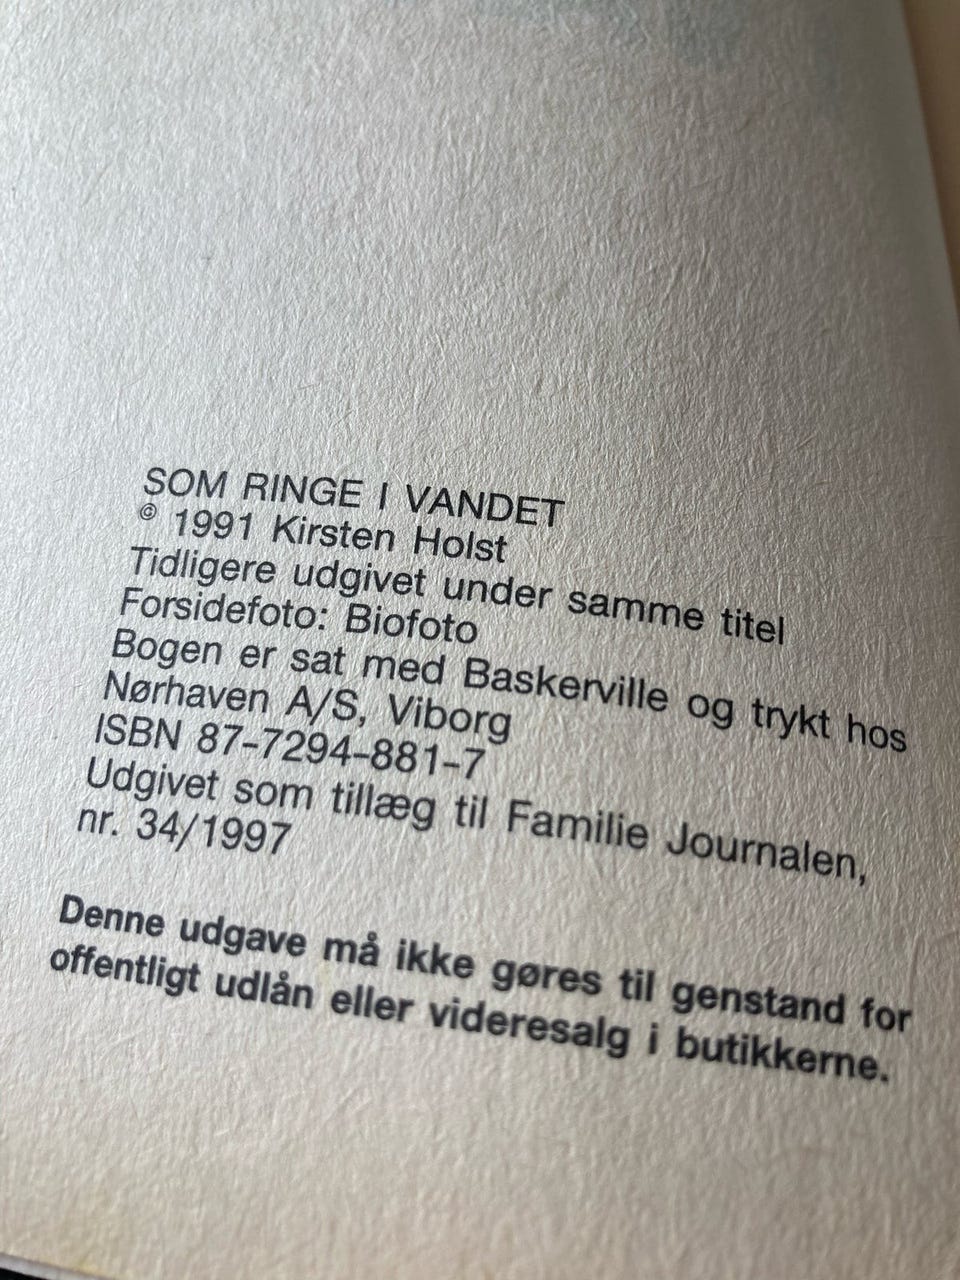 SOM RINGE I VANDET
© 1991 Kirsten Holst
Tidligere udgivet under samme titel
Forsidefoto: Biofoto
Bogen er sat med Baskerville og trykt hos
Nørhaven A/S, Viborg
ISBN 87-7294-881-7
Udgivet som tillæg til Familie Journalen,
nr. 34/1997
Denne udgave må ikke gøres til genstand for
offentligt udlån eller videresalg i butikkerne.